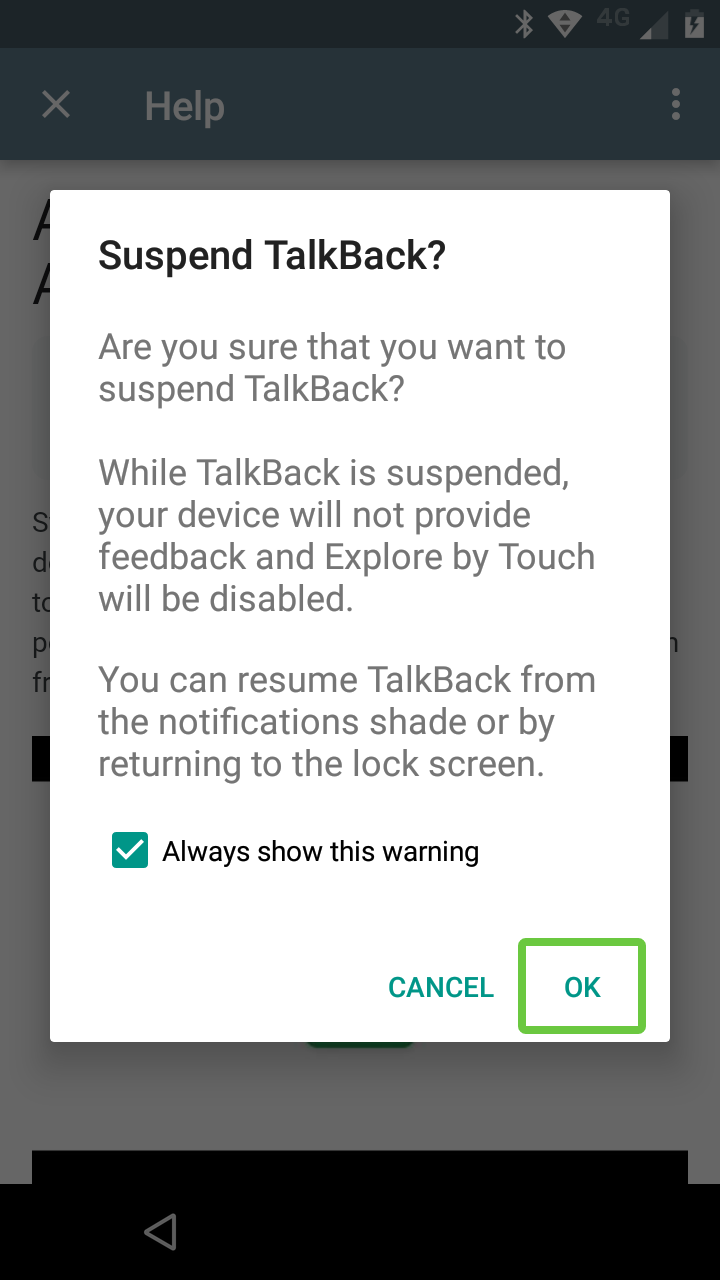 4G
Help
Suspend TalkBack?
Are you sure that you want to
suspend TalkBack?
While TalkBack is suspended,
your device will not provide
feedback and Explore by Touch
will be disabled.
You can resume TalkBack from
the notifications shade or by
returning to the lock screen.
Always show this warning
CANCEL OK